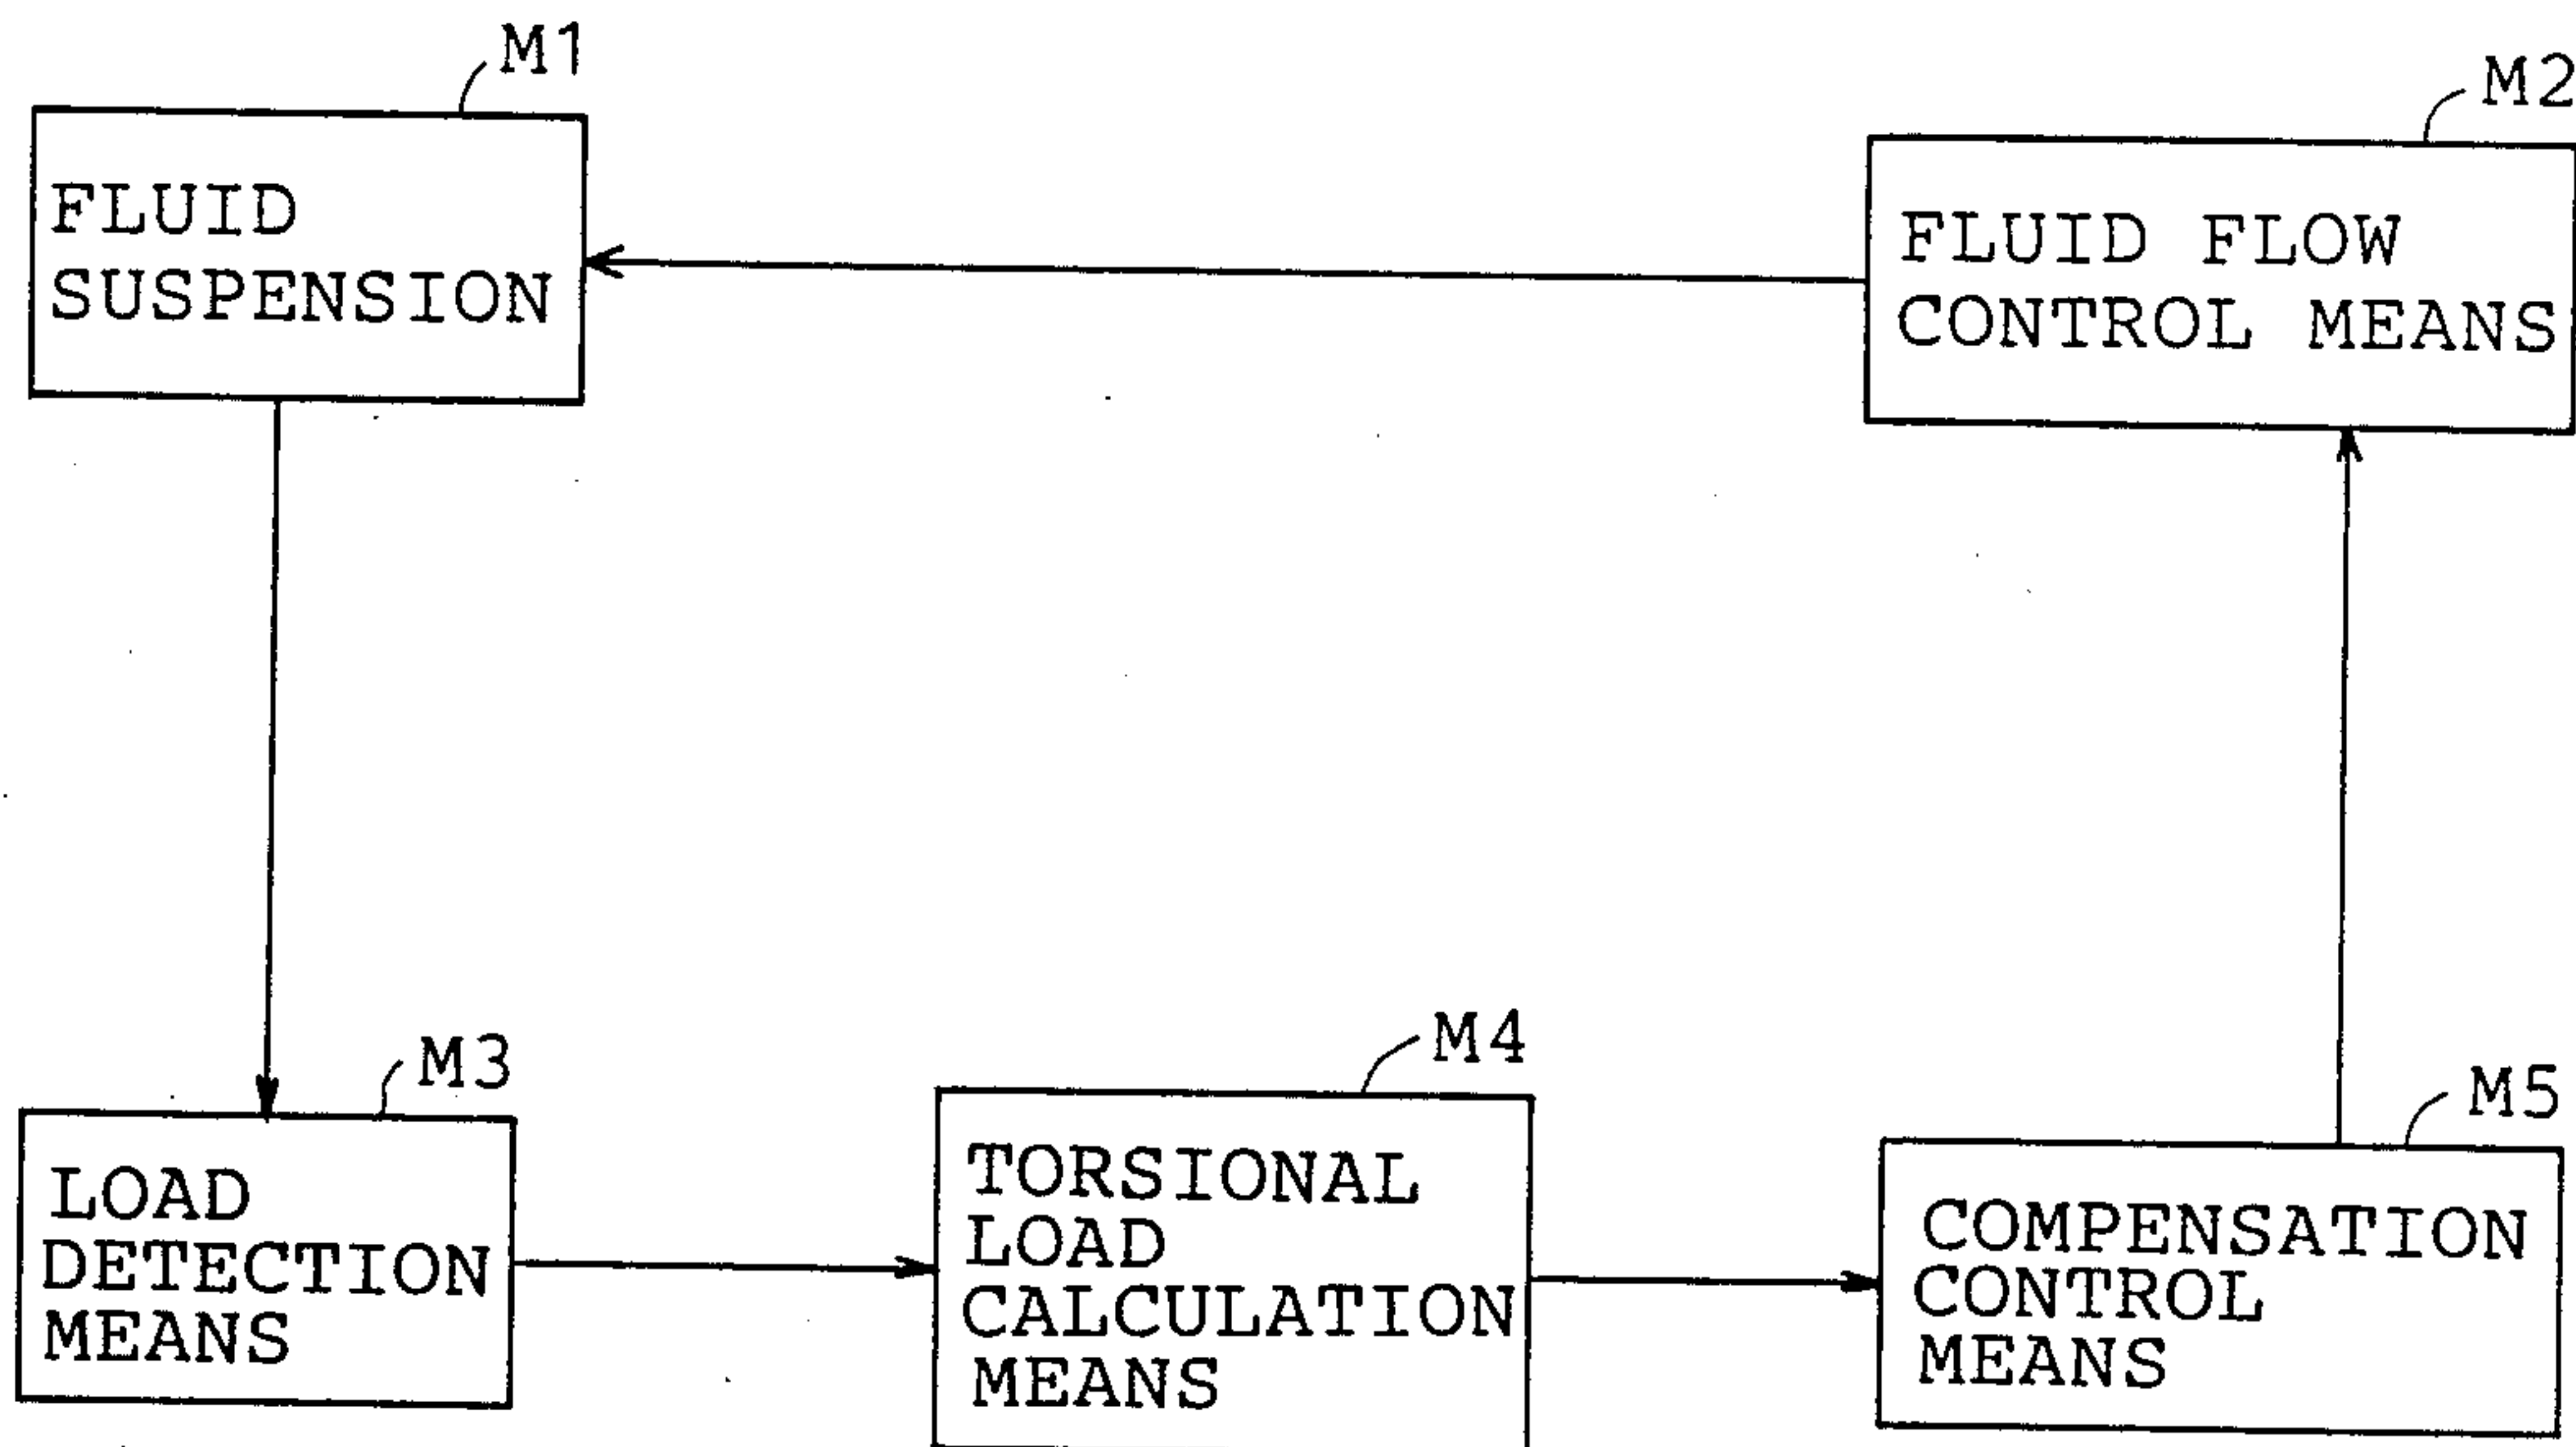 M1
FLUID
SUSPENSION
M2
FLUID FLOW
CONTROL MEANS
M3
LOAD
DETECTION
MEANS
M4
TORSIONAL
LOAD
CALCULATION
MEANS
M5
COMPENSATION
CONTROL
MEANS